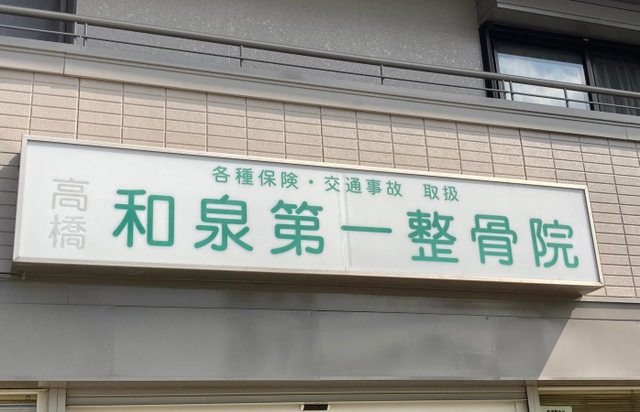 高橋
各種保険・交通事故 取扱
和泉第一整骨院